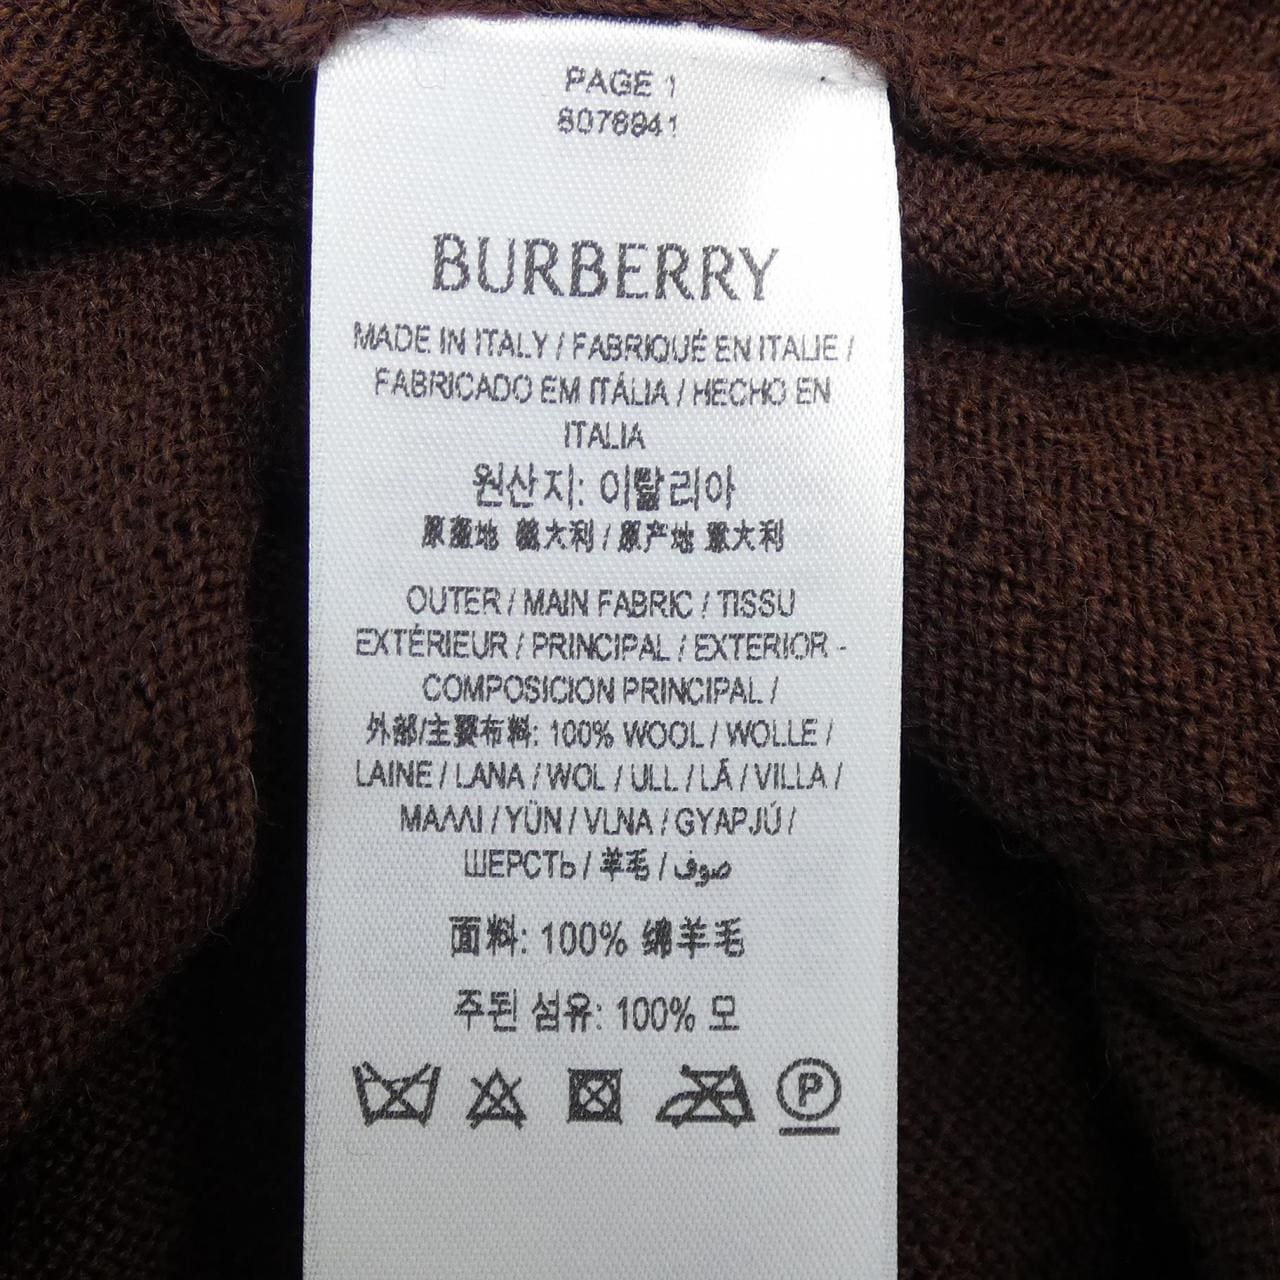 PAGE 1
8078941
BURBERRY
MADE IN ITALY / FABRIQUÉ EN ITALIE /
FABRICADO EM ITÁLIA / HECHO EN
ITALIA
원산지: 이탈리아
原產地 義大利 / 原产地 意大利
OUTER / MAIN FABRIC / TISSU
EXTÉRIEUR / PRINCIPAL / EXTERIOR -
COMPOSICION PRINCIPAL /
外部/主要布料: 100% WOOL / WOLLE /
LAINE / LANA / WOL / ULL / LÃ / VILLA /
ΜΑΛΛΙ / YÜN / VLNA / GYAPJÚ /
ШЕРСТЬ / 羊毛 / صوف
面料: 100% 绵羊毛
주된 섬유: 100% 모
P